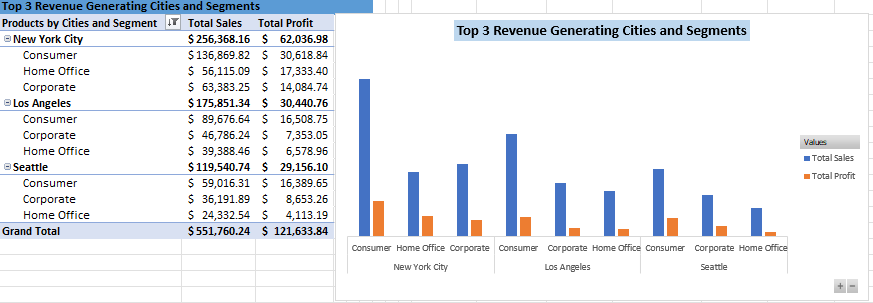 Top 3 Revenue Generating Cities and Segments
Products by Cities and Segment Total Sales Total Profit
New York City $ 256,368.16 $ 62,036.98
Consumer $ 136,869.82 $ 30,618.84
Home Office $ 56,115.09 $ 17,333.40
Corporate $ 63,383.25 $ 14,084.74
Los Angeles $ 175,851.34 $ 30,440.76
Consumer $ 89,676.64 $ 16,508.75
Corporate $ 46,786.24 $ 7,353.05
Home Office $ 39,388.46 $ 6,578.96
Seattle $ 119,540.74 $ 29,156.10
Consumer $ 59,016.31 $ 16,389.65
Corporate $ 36,191.89 $ 8,653.26
Home Office $ 24,332.54 $ 4,113.19
Grand Total $ 551,760.24 $ 121,633.84
Top 3 Revenue Generating Cities and Segments
Values
Total Sales
Total Profit
Consumer Home Office Corporate Consumer Corporate Home Office Consumer Corporate Home Office
New York City Los Angeles Seattle